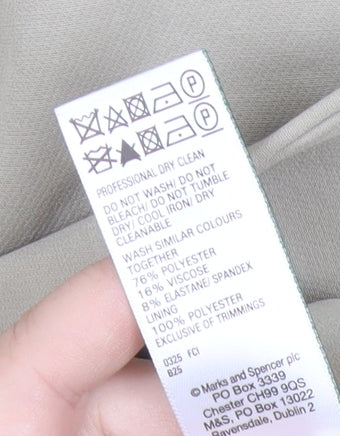 P
P
PROFESSIONAL DRY CLEAN
DO NOT WASH/ DO NOT
BLEACH/ DO NOT TUMBLE
DRY/ COOL IRON/ DRY
CLEANABLE
WASH SIMILAR COLOURS
TOGETHER
76% POLYESTER
16% VISCOSE
8% ELASTANE/SPANDEX
LINING
100% POLYESTER
EXCLUSIVE OF TRIMMINGS
0325 FCI
B25
© Marks and Spencer plc
PO Box 3339
Chester CH99 9QS
M&S, PO Box 13022
Ravensdale, Dublin 2